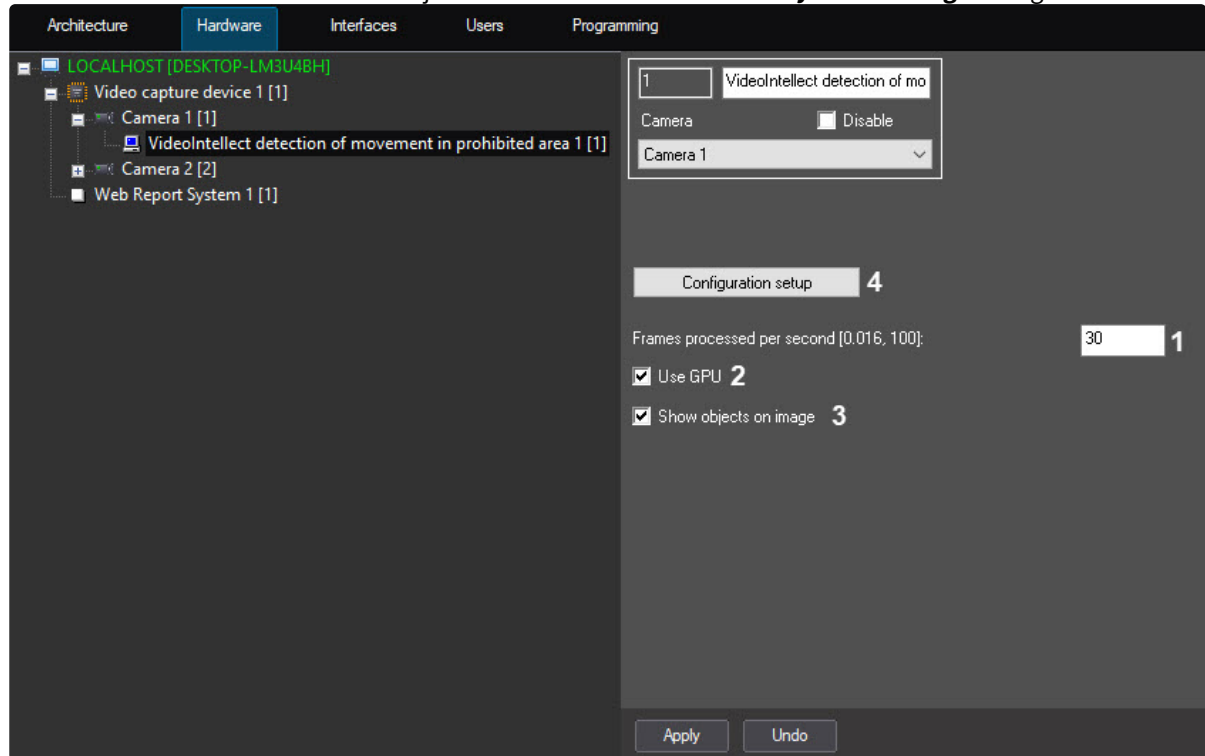 Architecture Hardware Interfaces Users Programming
LOCALHOST [DESKTOP-LM3U4BH]
Video capture device 1 [1]
Camera 1 [1]
VideoIntellect detection of movement in prohibited area 1 [1]
Camera 2 [2]
Web Report System 1 [1]
1 VideoIntellect detection of mo
Camera Disable
Camera 1
Configuration setup 4
Frames processed per second [0.016, 100]: 30 1
Use GPU 2
Show objects on image 3
Apply Undo